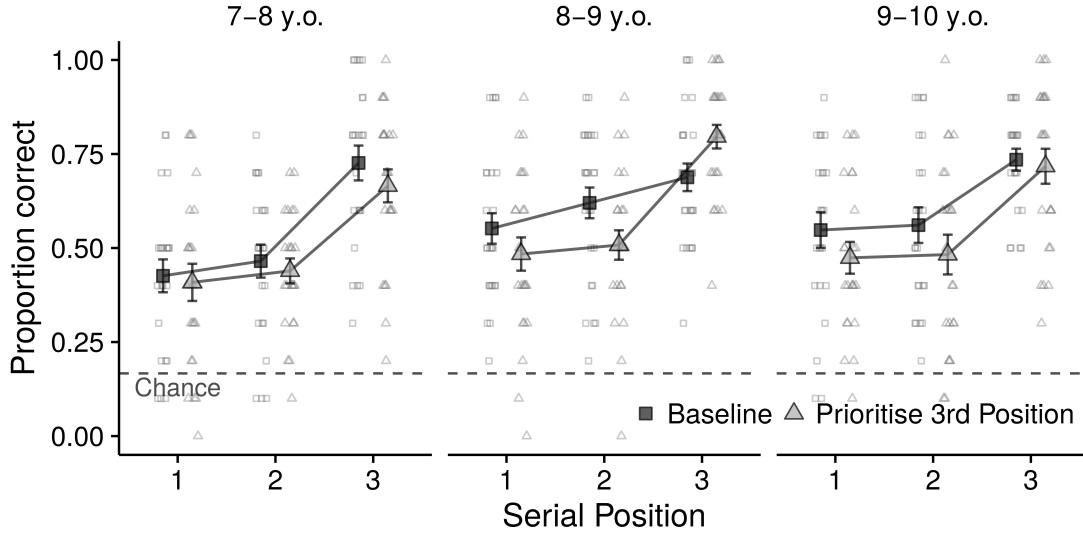 7−8 y.o.
8−9 y.o.
9−10 y.o.
Proportion correct
1.00
0.75
0.50
0.25
0.00
Chance
Baseline
Prioritise 3rd Position
1 2 3
1 2 3
1 2 3
Serial Position